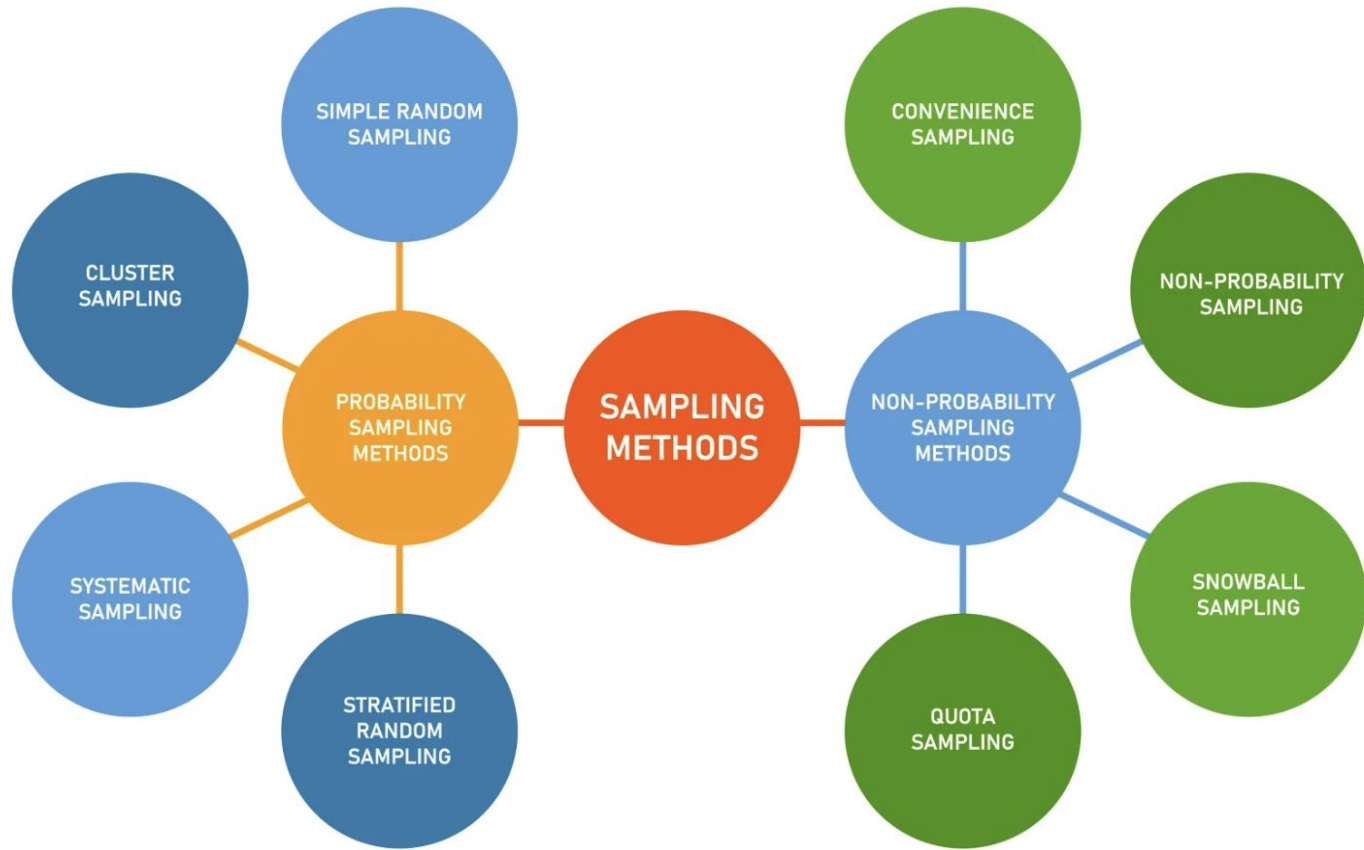 SIMPLE RANDOM
SAMPLING
CONVENIENCE
SAMPLING
CLUSTER
SAMPLING
NON-PROBABILITY
SAMPLING
PROBABILITY
SAMPLING
METHODS
SAMPLING
METHODS
NON-PROBABILITY
SAMPLING
METHODS
SYSTEMATIC
SAMPLING
SNOWBALL
SAMPLING
STRATIFIED
RANDOM
SAMPLING
QUOTA
SAMPLING